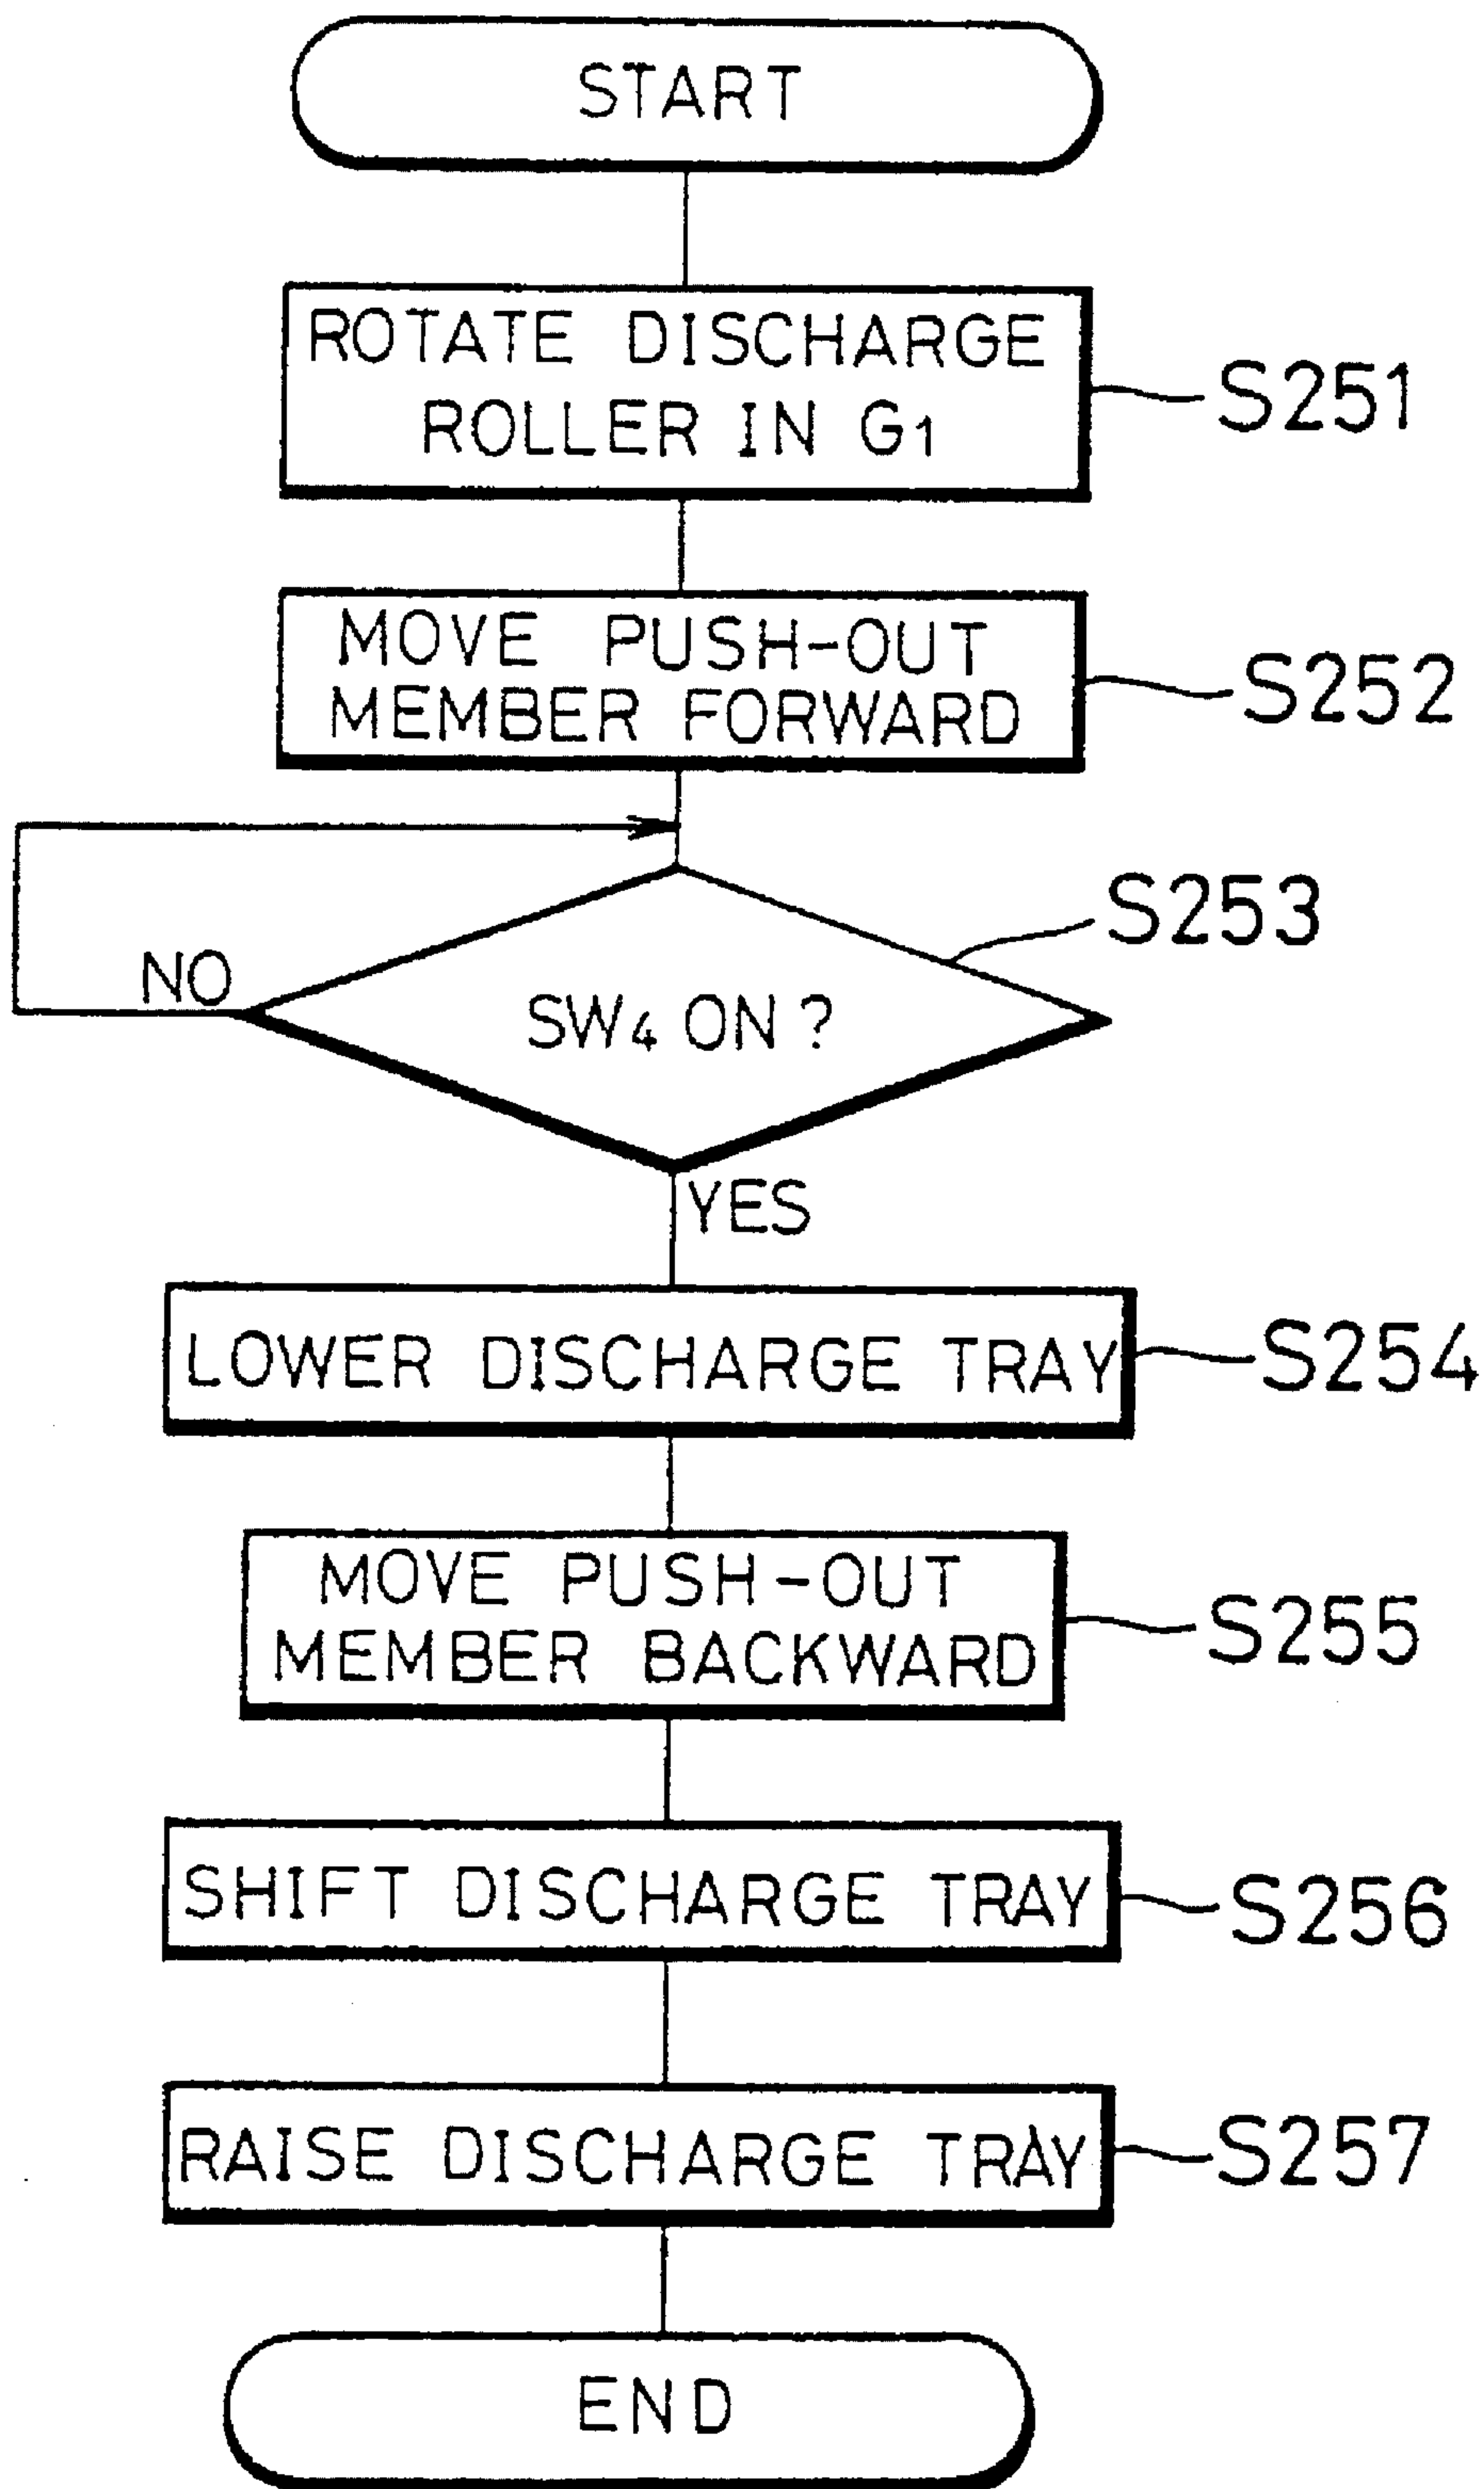 START
ROTATE DISCHARGE
ROLLER IN G1
S251
MOVE PUSH-OUT
MEMBER FORWARD
S252
S253
NO
SW4 ON ?
YES
LOWER DISCHARGE TRAY
S254
MOVE PUSH-OUT
MEMBER BACKWARD
S255
SHIFT DISCHARGE TRAY
S256
RAISE DISCHARGE TRAY
S257
END